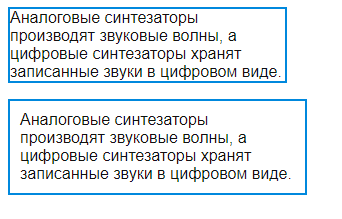 Аналоговые синтезаторы
производят звуковые волны, а
цифровые синтезаторы хранят
записанные звуки в цифровом виде.
Аналоговые синтезаторы
производят звуковые волны, а
цифровые синтезаторы хранят
записанные звуки в цифровом виде.